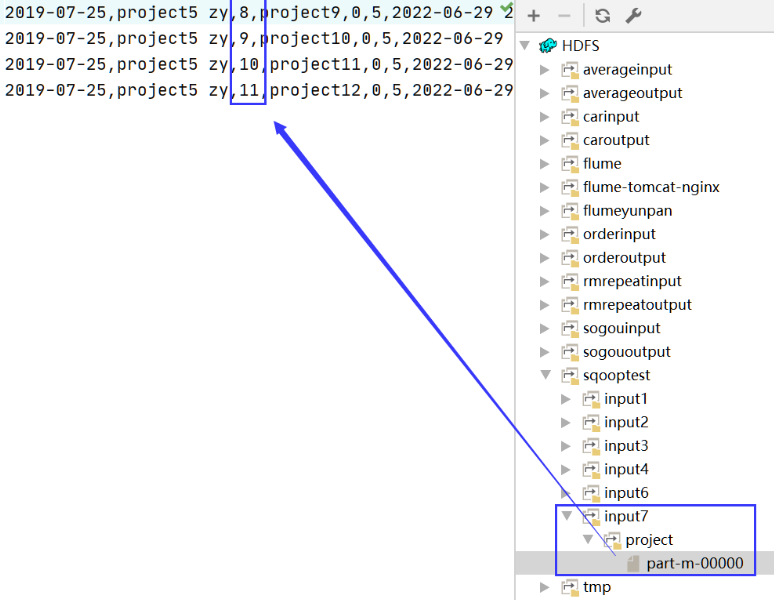 2019-07-25,project5 zy,8,project9,0,5,2022-06-29 2
2019-07-25,project5 zy,9,project10,0,5,2022-06-29
2019-07-25,project5 zy,10,project11,0,5,2022-06-29
2019-07-25,project5 zy,11,project12,0,5,2022-06-29
HDFS
averageinput
averageoutput
carinput
caroutput
flume
flume-tomcat-nginx
flumeyunpan
orderinput
orderoutput
rmrepeatinput
rmrepeatoutput
sogouinput
sogououtput
sqooptest
input1
input2
input3
input4
input6
input7
project
part-m-00000
tmp